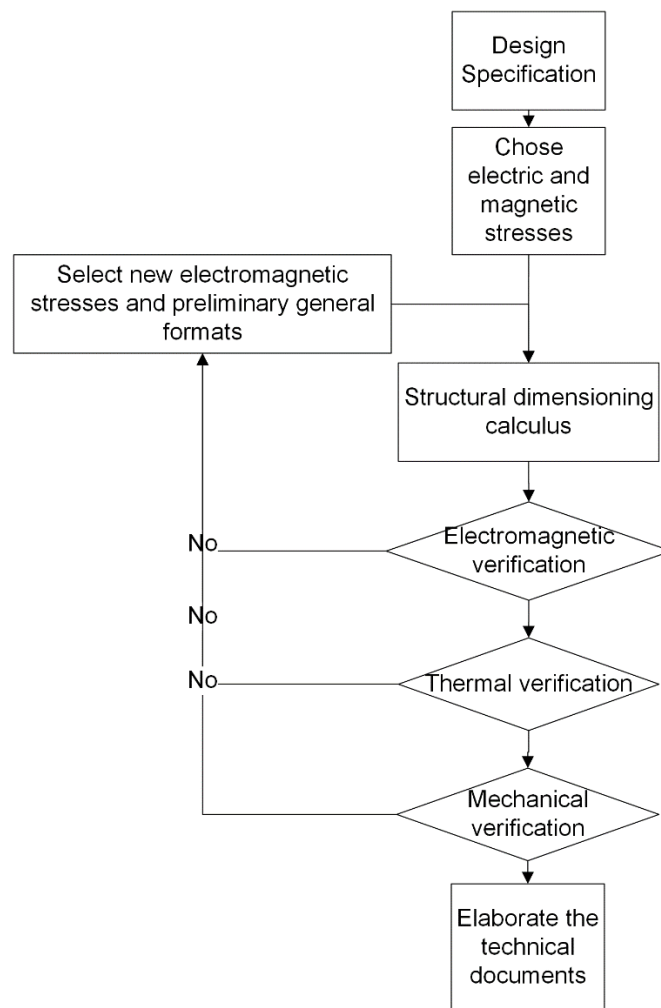 Design
Specification
Chose
electric and
magnetic
stresses
Select new electromagnetic
stresses and preliminary general
formats
Structural dimensioning
calculus
Electromagnetic
verification
No
No
Thermal verification
No
Mechanical
verification
Elaborate the
technical
documents